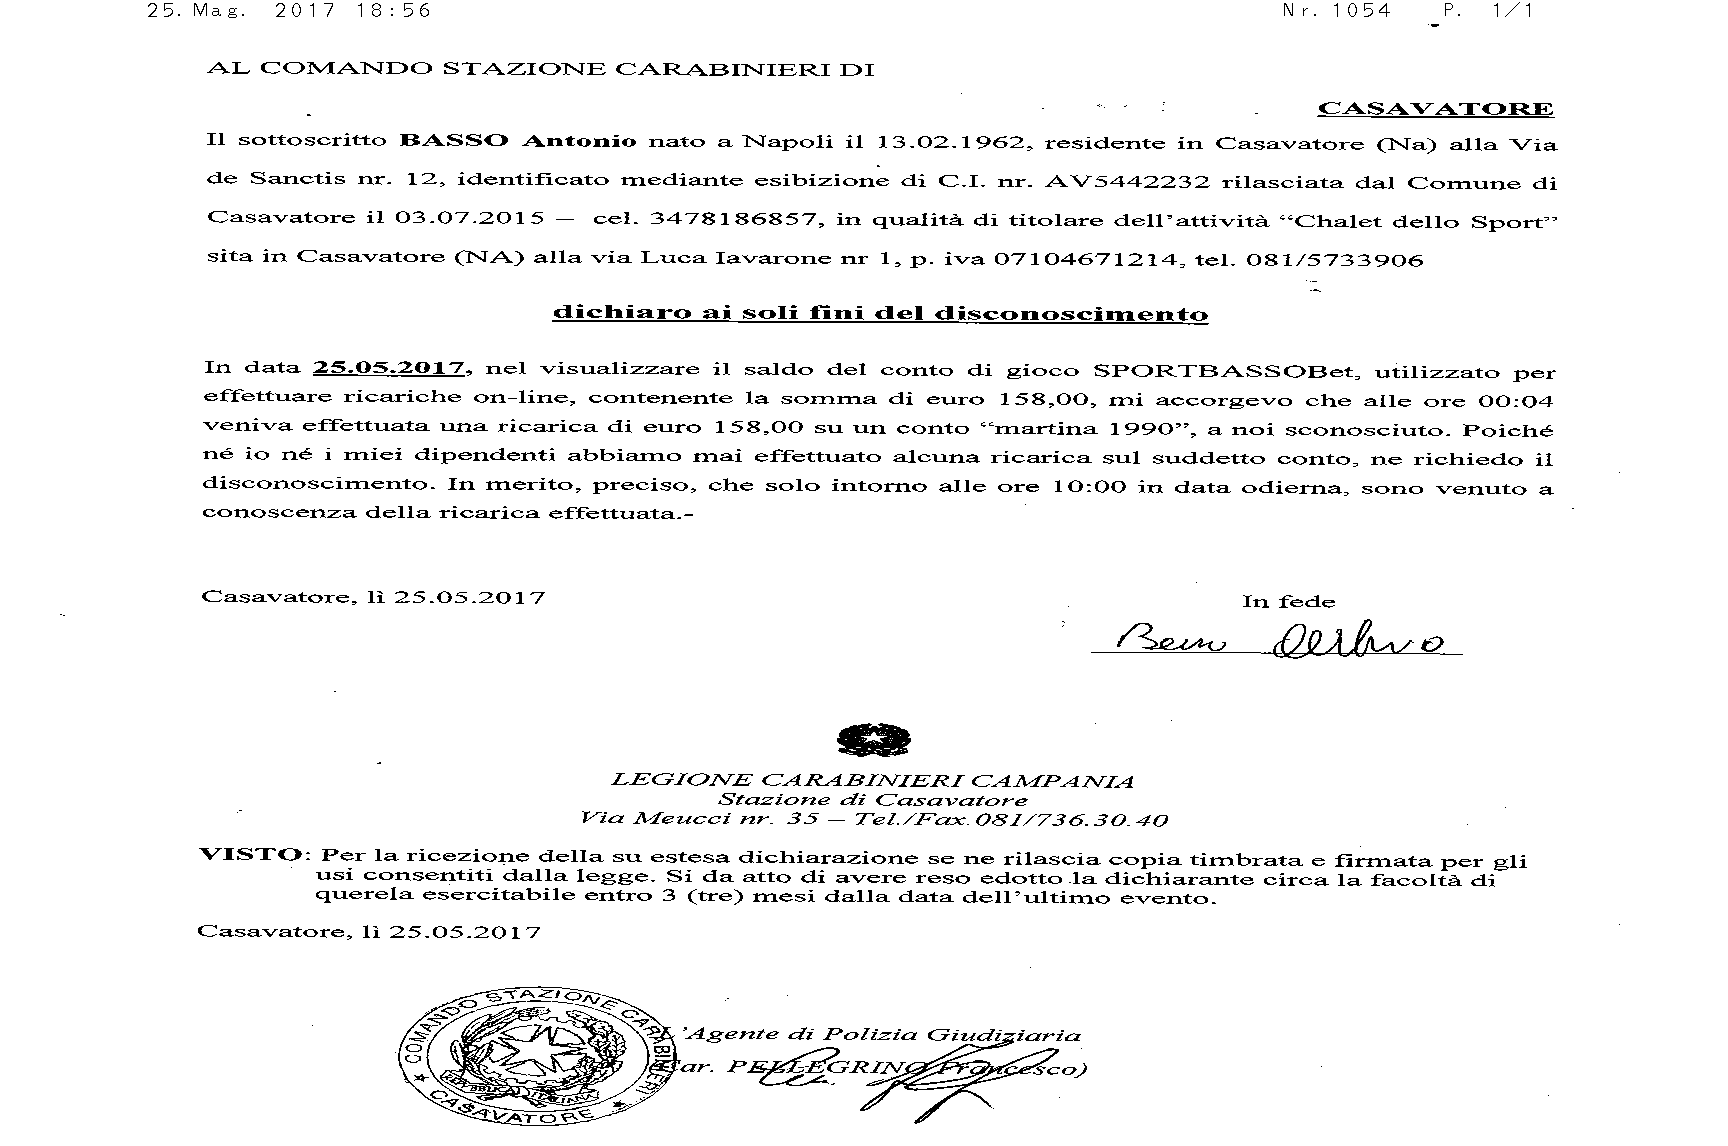 25. Mag. 2017 18:56 Nr. 1054 P. 1/1
AL COMANDO STAZIONE CARABINIERI DI
CASAVATORE
Il sottoscritto BASSO Antonio nato a Napoli il 13.02.1962, residente in Casavatore (Na) alla Via
de Sanctis nr. 12, identificato mediante esibizione di C.I. nr. AV5442232 rilasciata dal Comune di
Casavatore il 03.07.2015 – cel. 3478186857, in qualità di titolare dell'attività “Chalet dello Sport”
sita in Casavatore (NA) alla via Luca Iavarone nr 1, p. iva 07104671214, tel. 081/5733906
dichiaro ai soli fini del disconoscimento
In data 25.05.2017, nel visualizzare il saldo del conto di gioco SPORTBASSOBet, utilizzato per
effettuare ricariche on-line, contenente la somma di euro 158,00, mi accorgevo che alle ore 00:04
veniva effettuata una ricarica di euro 158,00 su un conto “martina 1990”, a noi sconosciuto. Poiché
né io né i miei dipendenti abbiamo mai effettuato alcuna ricarica sul suddetto conto, ne richiedo il
disconoscimento. In merito, preciso, che solo intorno alle ore 10:00 in data odierna, sono venuto a
conoscenza della ricarica effettuata.-
Casavatore, lì 25.05.2017 In fede
LEGIONE CARABINIERI CAMPANIA
Stazione di Casavatore
Via Meucci nr. 35 – Tel./Fax. 081/736.30.40
VISTO: Per la ricezione della su estesa dichiarazione se ne rilascia copia timbrata e firmata per gli
usi consentiti dalla legge. Si da atto di avere reso edotto la dichiarante circa la facoltà di
querela esercitabile entro 3 (tre) mesi dalla data dell'ultimo evento.
Casavatore, lì 25.05.2017
COMANDO STAZIONE CARABINIERI
CASAVATORE
L'Agente di Polizia Giudiziaria
Car. PELLEGRINO Francesco)